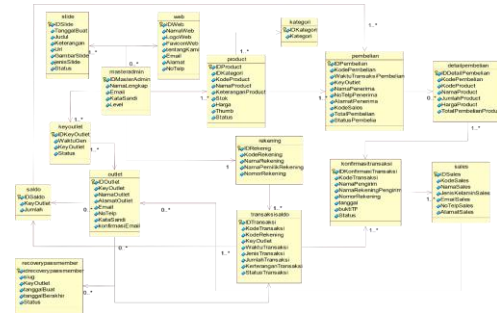 slide
IDSlide
TanggalBuat
Judul
Keterangan
Url
GambarSlide
jenisSlide
Status
web
IDWeb
NamaWeb
LogoWeb
FaviconWeb
tentangKami
Email
Alamat
NoTelp
kategori
IDKategori
Kategori
masteradmin
IDMasterAdmin
NamaLengkap
Email
KataSandi
Level
product
IDProduct
IDKategori
KodeProduct
NamaProduct
KeteranganProduct
Stok
Harga
Thumb
Status
pembelian
IDPembelian
KodePembelian
WaktuTransaksiPembelian
KeyOutlet
NamaPenerima
NoTelpPenerima
AlamatPenerima
KodeSales
TotalPembelian
StatusPembelia
detailpembelian
IDDetailPembelian
KodePembelian
KodeProduct
NamaProduct
JumlahProduct
HargaProduct
TotalPembelianProduct
keyoutlet
IDKeyOutlet
WaktuGen
KeyOutlet
Status
rekening
IDRekening
KodeRekening
NamaRekening
NamaPemilikRekening
NomorRekening
outlet
IDOutlet
KeyOutlet
NamaOutlet
AlamatOutlet
Email
NoTelp
KataSandi
konfirmasiEmail
konfirmasitransaksi
IDKonfirmasiTransaksi
KodeTransaksi
NamaPengirim
NamaRekeningPengirim
NomorRekening
tanggal
buktiTF
Status
sales
IDSales
KodeSales
NamaSales
JenisKelaminSales
EmailSales
NoTelpSales
AlamatSales
saldo
IDSaldo
KeyOutlet
Jumlah
transaksisaldo
IDTransaksi
KodeTransaksi
KodeRekening
KeyOutlet
WaktuTransaksi
JenisTransaksi
JumlahTransaksi
KeteranganTransaksi
StatusTransaksi
recoverypassmember
idrecoverypassmember
slug
KeyOutlet
tanggalBuat
tanggalBerakhir
Status